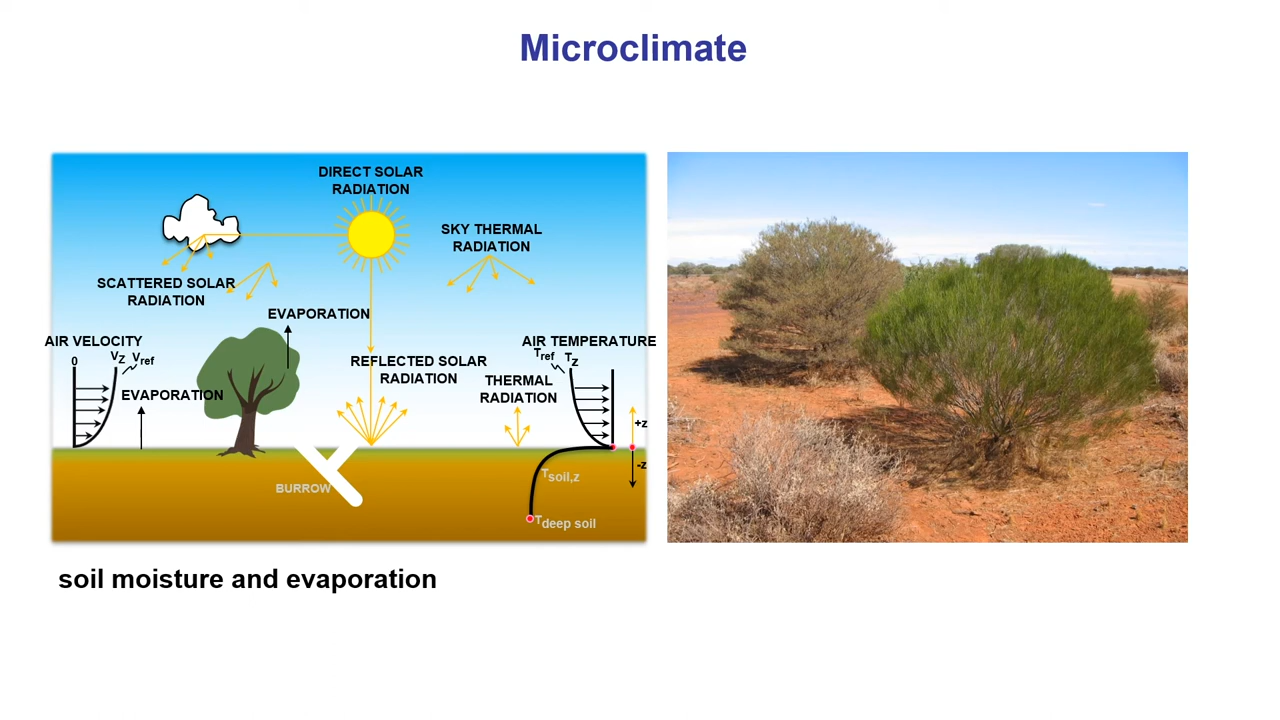 Microclimate
DIRECT SOLAR
RADIATION
SKY THERMAL
RADIATION
SCATTERED SOLAR
RADIATION
EVAPORATION
AIR VELOCITY
0
Vz
Vref
EVAPORATION
REFLECTED SOLAR
RADIATION
THERMAL
RADIATION
AIR TEMPERATURE
Tref
Tz
+z
-z
BURROW
Tsoil,z
Tdeep soil
soil moisture and evaporation